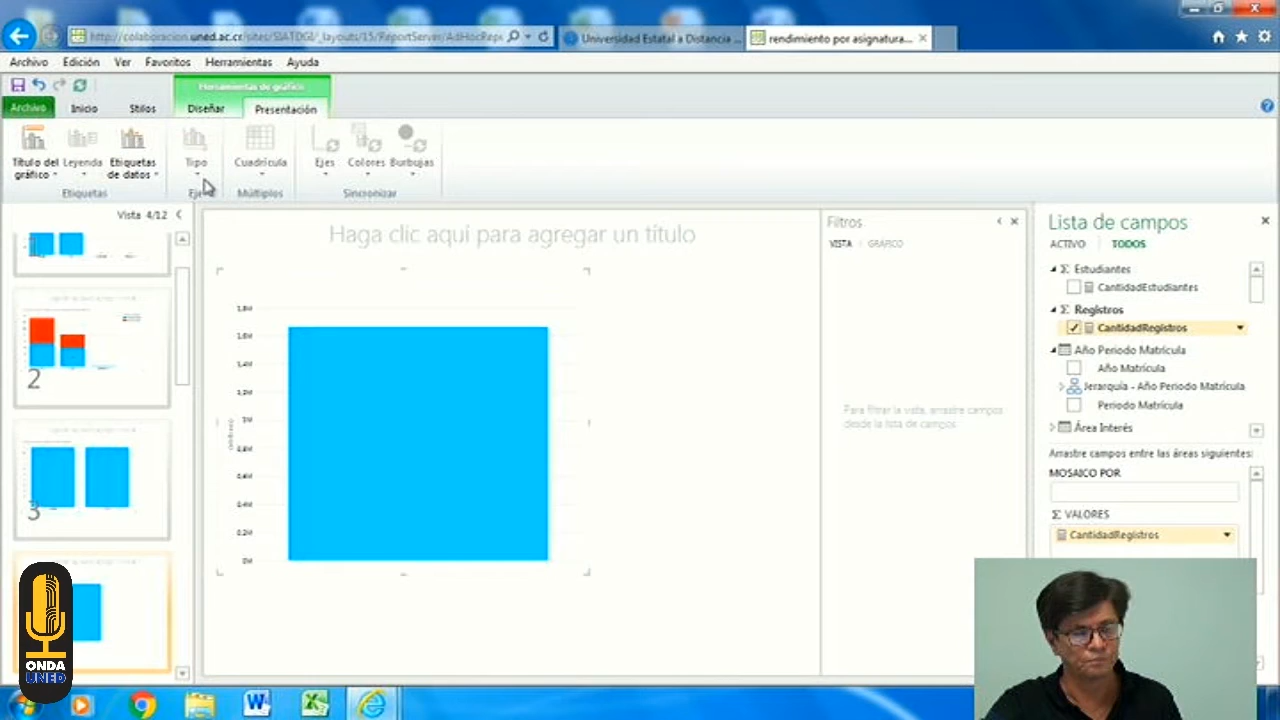 http://colaboracion.uned.ac.cr/sites/SIATDGI/_layouts/15/ReportServer/AdHocRep
Universidad Estatal a Distancia ...
rendimiento por asignatura...
Archivo Edición Ver Favoritos Herramientas Ayuda
Herramientas de gráfico
Archivo Inicio Stilos Diseñar Presentación
Título del gráfico
Leyenda
Etiquetas de datos
Tipo
Cuadrícula
Ejes
Colores
Burbujas
Etiquetas
Múltiplos
Sincronizar
Vista 4/12
2
3
Haga clic aquí para agregar un título
1,8M
1,6M
1,4M
1,2M
1M
0,8M
0,6M
0,4M
0,2M
0M
Filtros
VISTA | GRÁFICO
Para filtrar la vista, arrastre campos
desde la lista de campos
Lista de campos
ACTIVO | TODOS
Σ Estudiantes
CantidadEstudiantes
Σ Registros
CantidadRegistros
Año Periodo Matrícula
Año Matrícula
Jerarquía - Año Periodo Matrícula
Periodo Matrícula
Área Interés
Arrastre campos entre las áreas siguientes:
MOSAICO POR
Σ VALORES
CantidadRegistros
ONDA
UNED